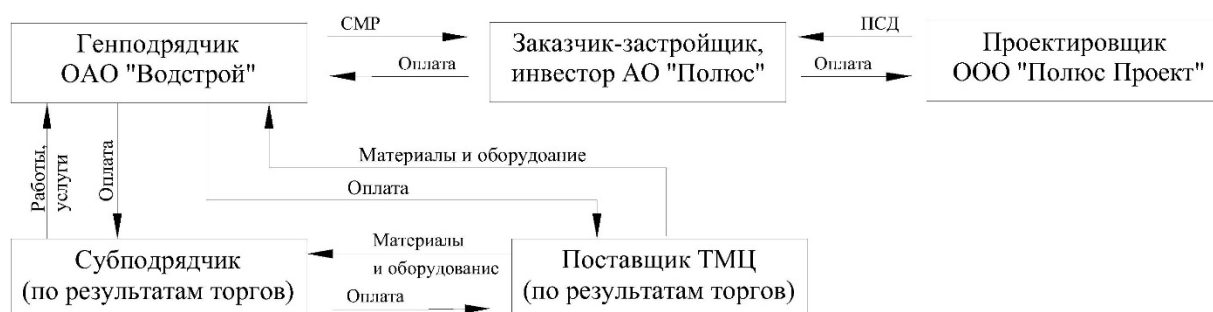 СМР
ПСД
Генподрядчик
ОАО "Водстрой"
Заказчик-застройщик,
инвестор АО "Полюс"
Проектировщик
ООО "Полюс Проект"
Оплата
Оплата
Работы,
услуги
Оплата
Материалы и оборудоание
Оплата
Субподрядчик
(по результатам торгов)
Материалы
и оборудование
Оплата
Поставщик ТМЦ
(по результатам торгов)